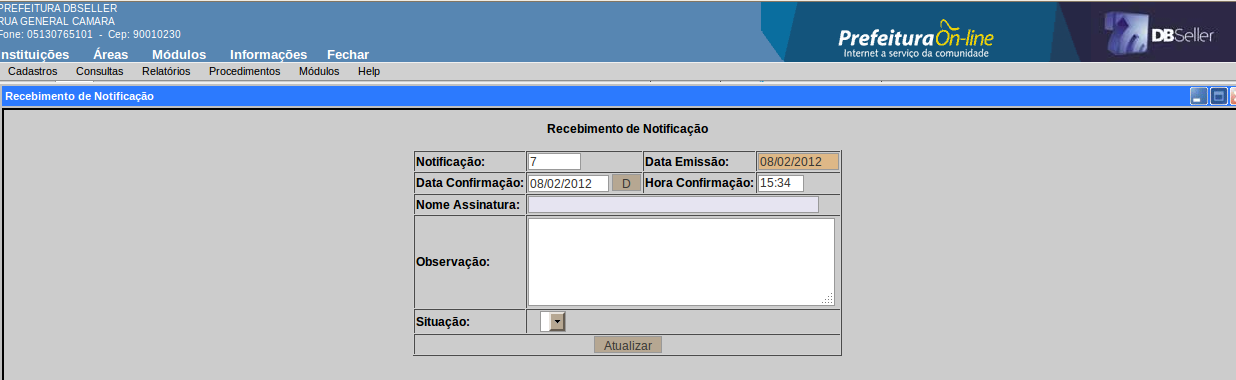 PREFEITURA DBSELLER
RUA GENERAL CAMARA
Fone: 05130765101 - Cep: 90010230
nstituições Áreas Módulos Informações Fechar
PrefeituraOn-line
Internet a serviço da comunidade
DBSeller
Cadastros Consultas Relatórios Procedimentos Módulos Help
Recebimento de Notificação
Recebimento de Notificação
Notificação: 7 Data Emissão: 08/02/2012
Data Confirmação: 08/02/2012 D Hora Confirmação: 15:34
Nome Assinatura:
Observação:
Situação:
Atualizar